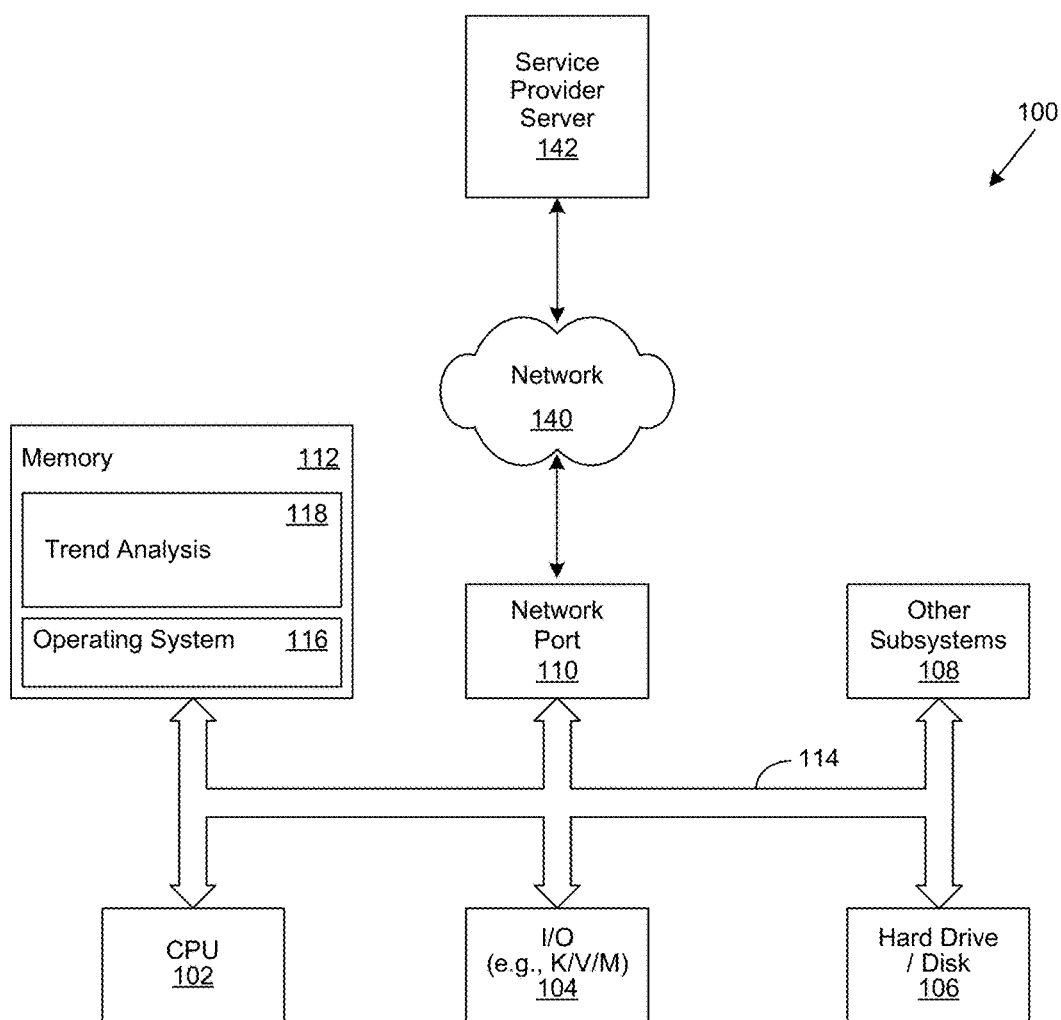 Service
Provider
Server
142
100
Network
140
Memory 112
118
Trend Analysis
Operating System 116
Network
Port
110
Other
Subsystems
108
114
CPU
102
I/O
(e.g., K/V/M)
104
Hard Drive
/ Disk
106